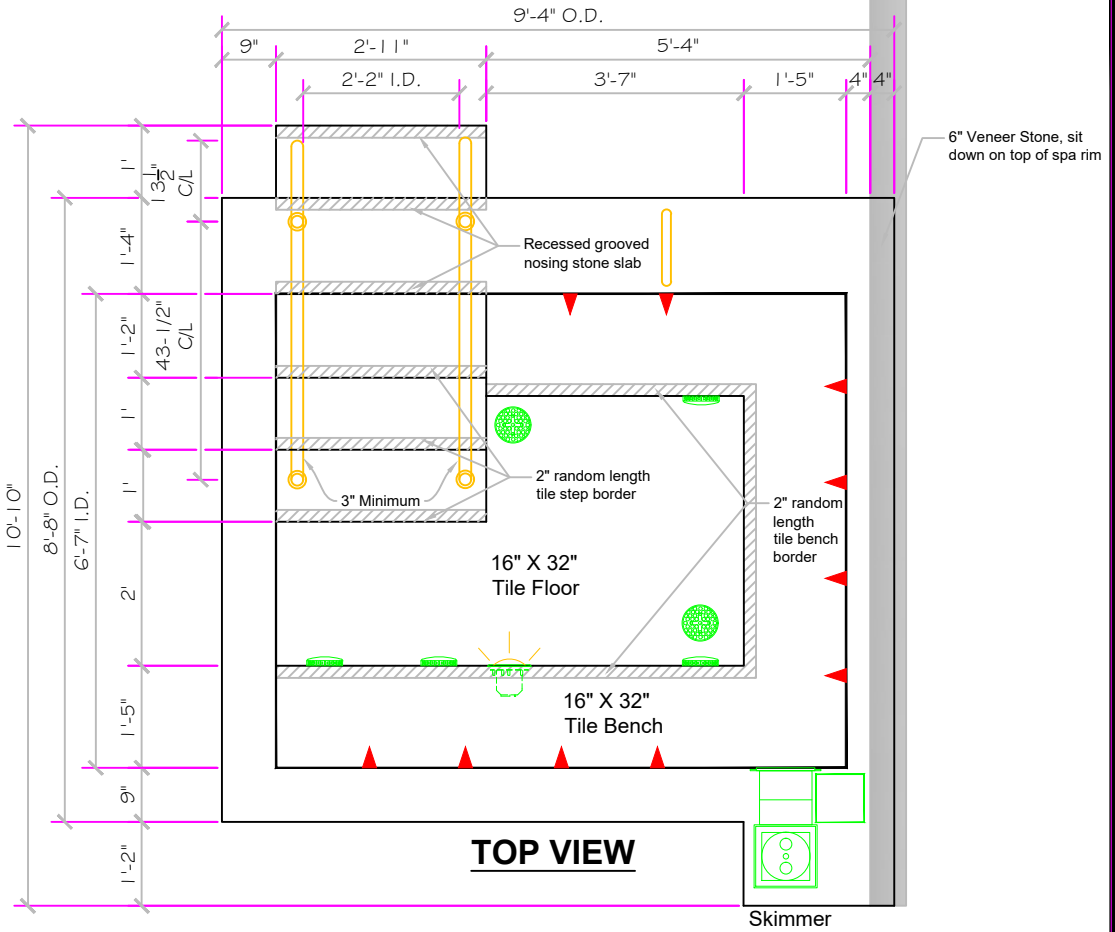 9'-4" O.D.
9"
2'-11"
5'-4"
2'-2" I.D.
3'-7"
1'-5"
4"
4"
6" Veneer Stone, sit
down on top of spa rim
1'
13 1/2"
C/L
Recessed grooved
nosing stone slab
1'-4"
43-1/2"
C/L
1'-2"
1'
1'
10'-10"
8'-8" O.D.
6'-7" I.D.
2" random length
tile step border
3" Minimum
2" random
length
tile bench
border
16" X 32"
Tile Floor
2'
16" X 32"
Tile Bench
1'-5"
9"
1'-2"
TOP VIEW
Skimmer